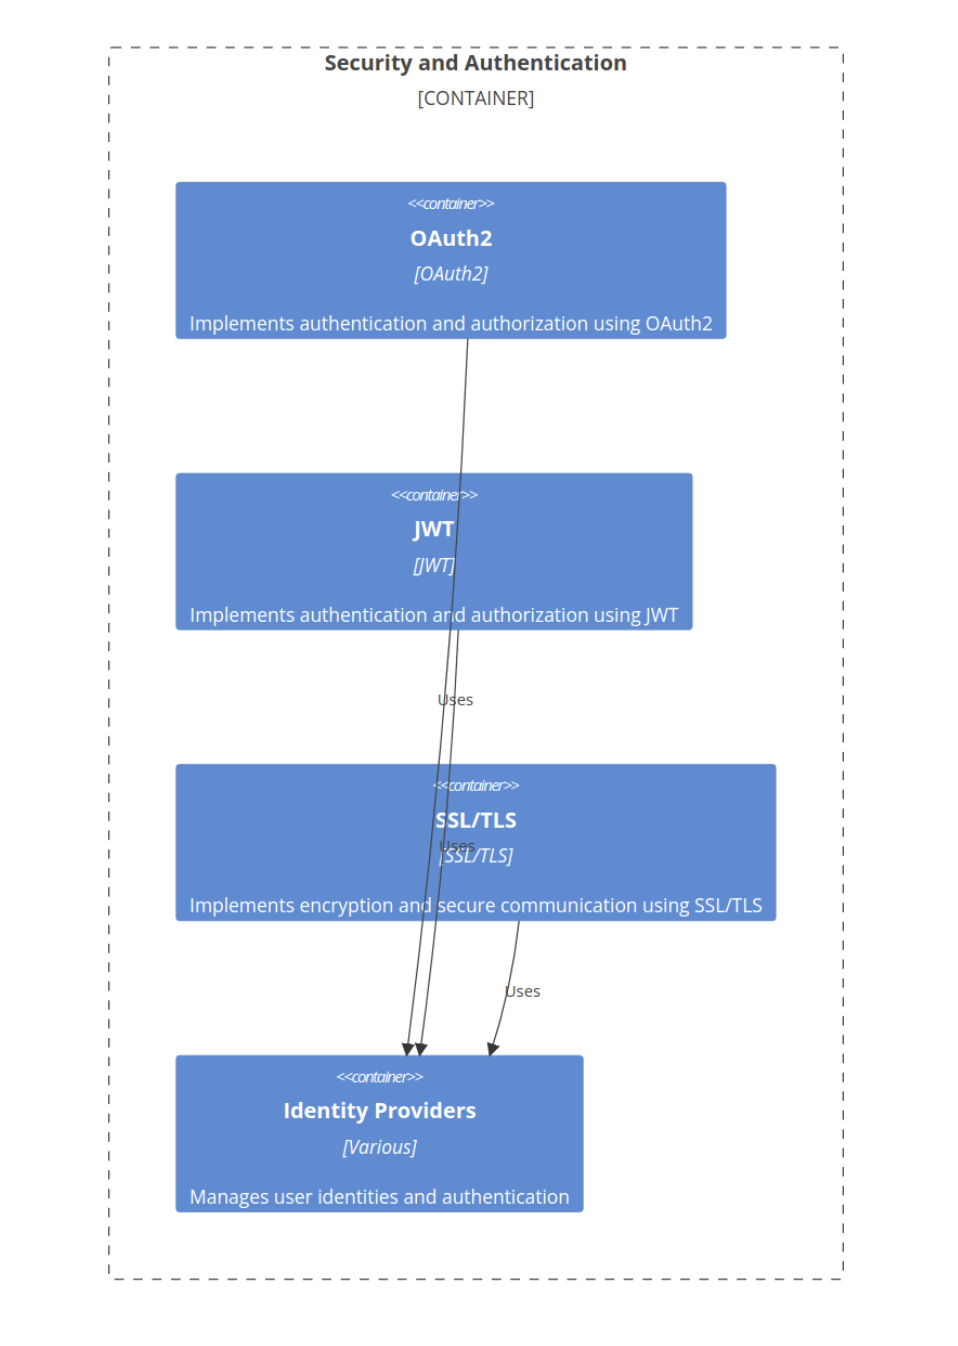 Security and Authentication
[CONTAINER]
<<container>>
OAuth2
[OAuth2]
Implements authentication and authorization using OAuth2
<<container>>
JWT
[JWT]
Implements authentication and authorization using JWT
Uses
<<container>>
SSL/TLS
Uses
[SSL/TLS]
Implements encryption and secure communication using SSL/TLS
Uses
<<container>>
Identity Providers
[Various]
Manages user identities and authentication